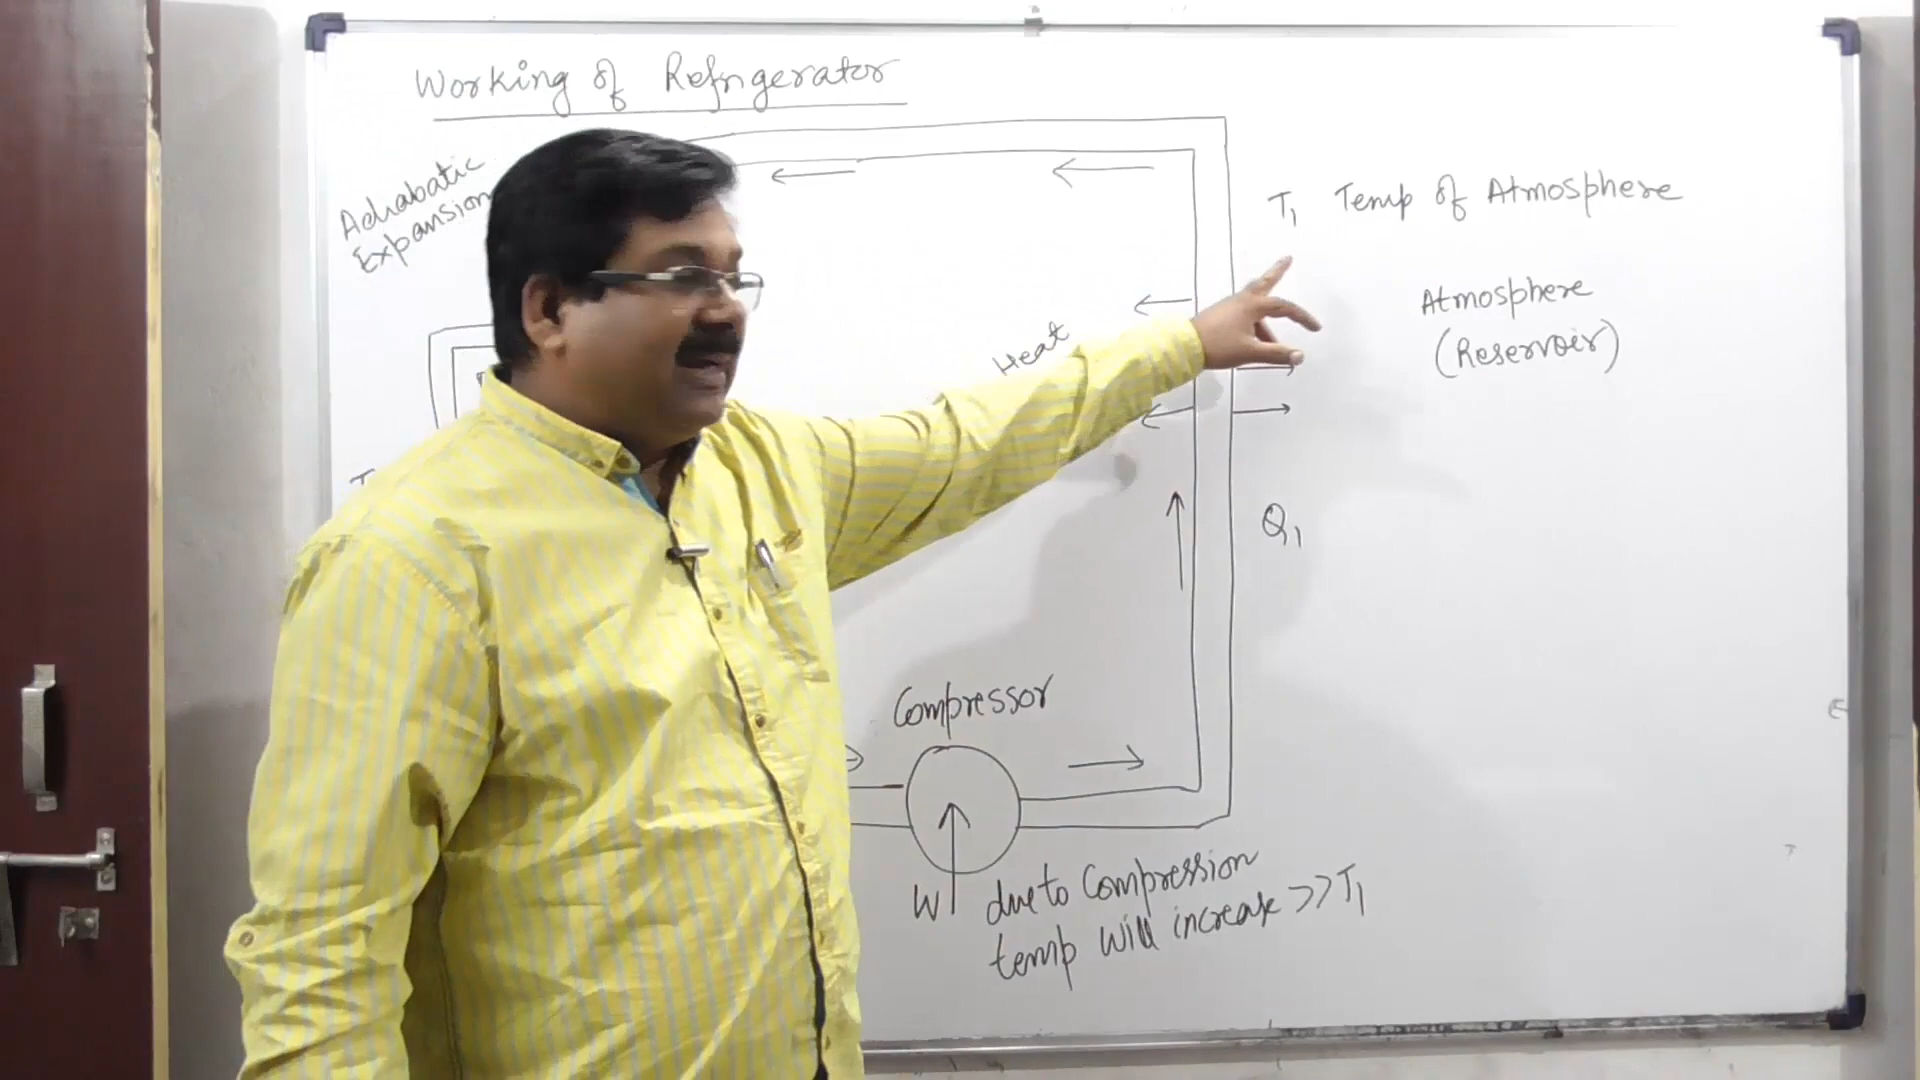 Working of Refrigerator
Adiabatic
Expansion
T1 Temp of Atmosphere
Atmosphere
(Reservoir)
Heat
Q1
Compressor
W
due to Compression
temp will increase >> T1